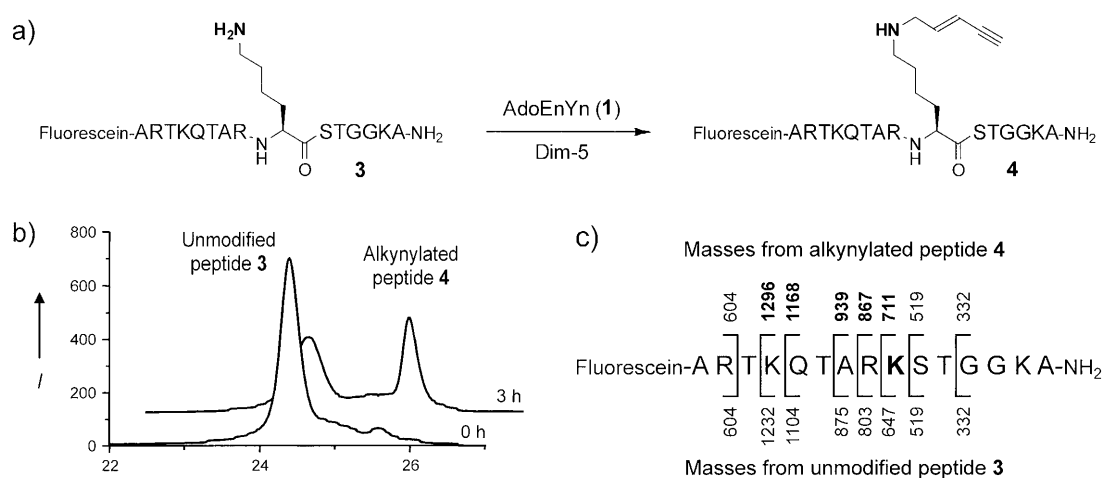 a)
H₂N
Fluorescein-ARTKQTAR
N
H
O
STGGKA-NH₂
3
AdoEnYn (1)
Dim-5
HN
Fluorescein-ARTKQTAR
N
H
O
STGGKA-NH₂
4
b)
800
600
400
200
0
I
Unmodified
peptide 3
Alkynylated
peptide 4
3 h
0 h
22 24 26
c)
Masses from alkynylated peptide 4
604 1296 1168 939 867 711 519 332
Fluorescein-ARTKQTARKSTGGKA-NH₂
604 1232 1104 875 803 647 519 332
Masses from unmodified peptide 3